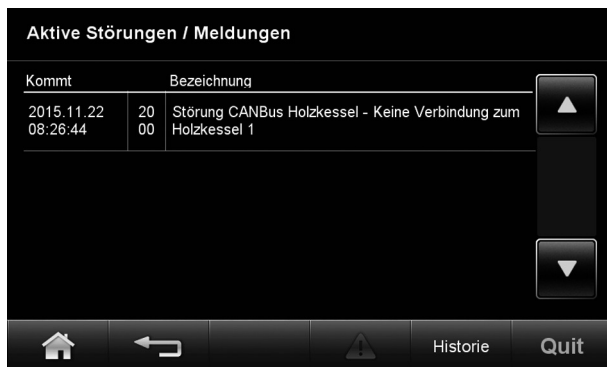 Aktive Störungen / Meldungen
Kommt Bezeichnung
2015.11.22 20 Störung CANBus Holzkessel - Keine Verbindung zum
08:26:44 00 Holzkessel 1
Historie Quit